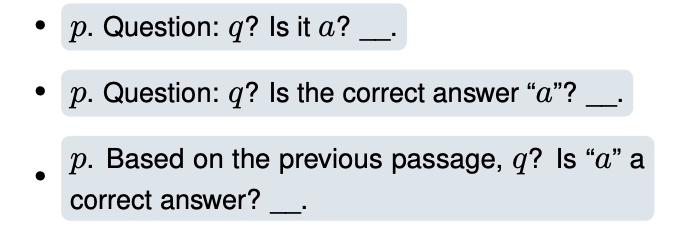 • p. Question: q? Is it a? __.
• p. Question: q? Is the correct answer “a”? __.
• p. Based on the previous passage, q? Is “a” a
correct answer? __.